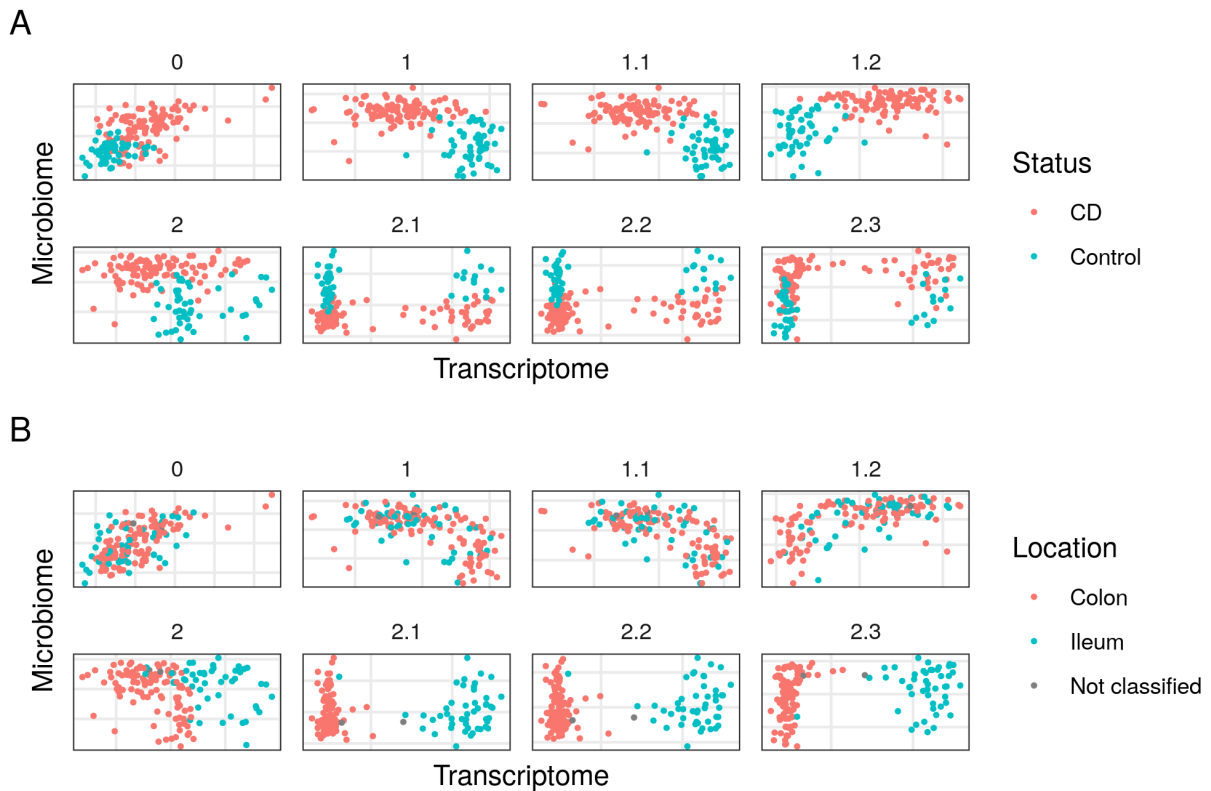 A
0 1 1.1 1.2
2 2.1 2.2 2.3
Microbiome
Transcriptome
Status
CD
Control
B
0 1 1.1 1.2
2 2.1 2.2 2.3
Microbiome
Transcriptome
Location
Colon
Ileum
Not classified